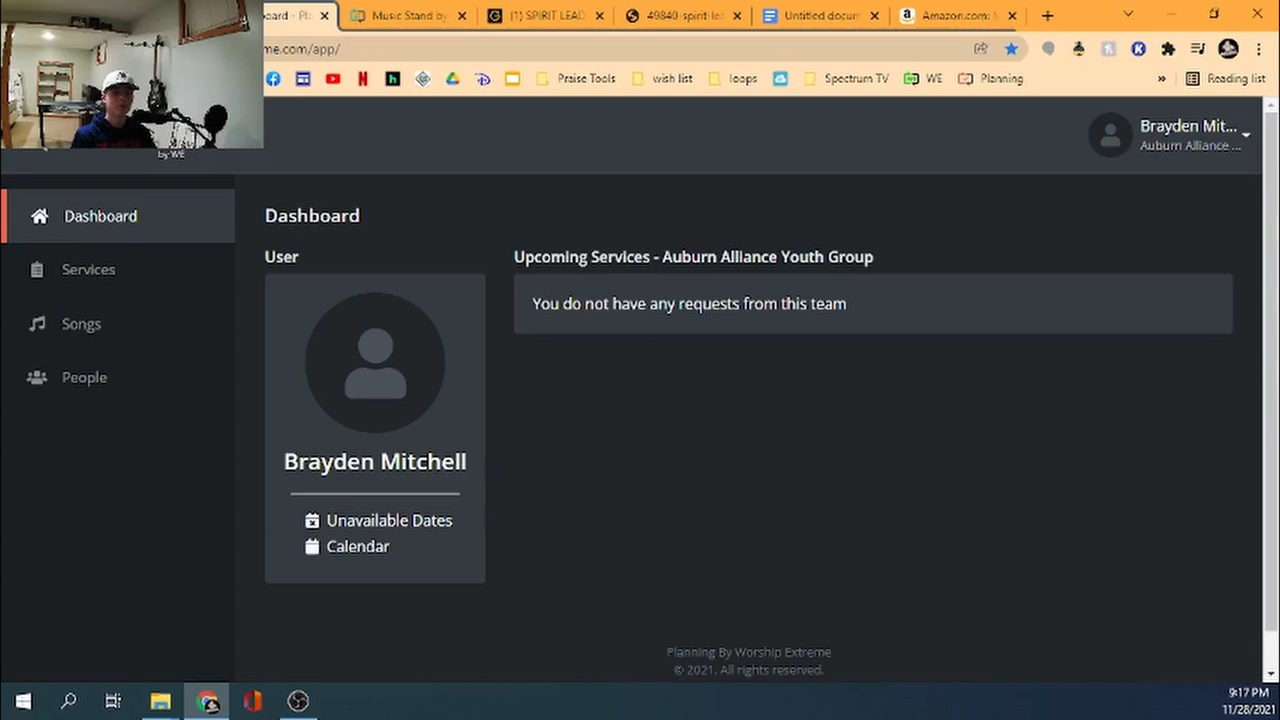 Music Stand by
(1) SPIRIT LEAD
49840-spirit-le
Untitled docum
Amazon.com:
me.com/app/
Praise Tools
wish list
loops
Spectrum TV
WE
Planning
»
Reading list
by WE
Brayden Mit...
Auburn Alliance ...
Dashboard
Services
Songs
People
Dashboard
User
Brayden Mitchell
Unavailable Dates
Calendar
Upcoming Services - Auburn Alliance Youth Group
You do not have any requests from this team
Planning By Worship Extreme
© 2021. All rights reserved.
9:17 PM
11/28/2021